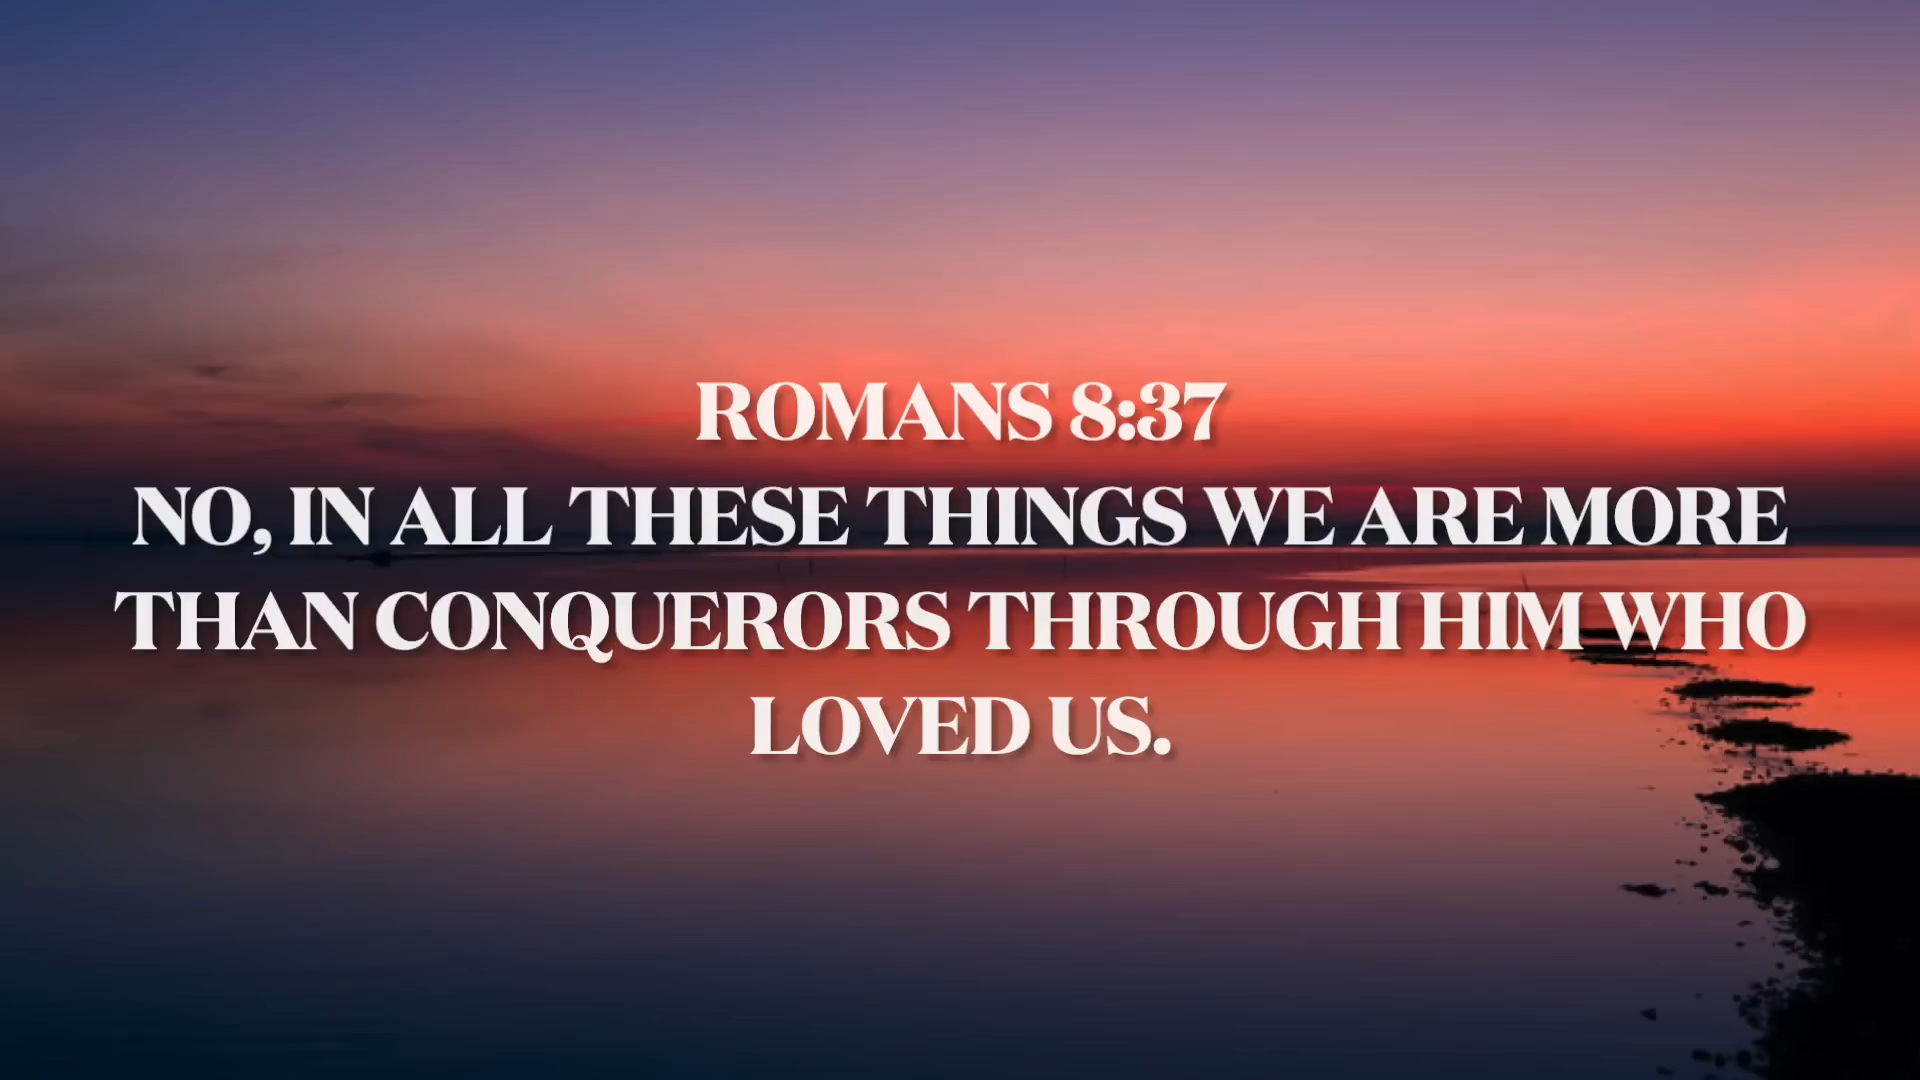 ROMANS 8:37
NO, IN ALL THESE THINGS WE ARE MORE
THAN CONQUERORS THROUGH HIM WHO
LOVED US.